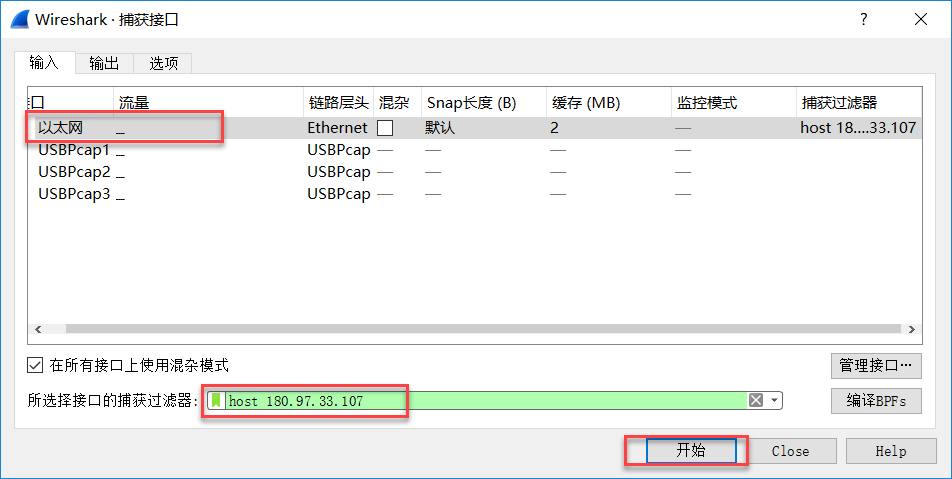 Wireshark · 捕获接口 ?
输入 输出 选项
接口 流量 链路层头 混杂 Snap长度 (B) 缓存 (MB) 监控模式 捕获过滤器
以太网 _ Ethernet 默认 2 — host 18....33.107
USBPcap1 _ USBPcap — — — —
USBPcap2 _ USBPcap — — — —
USBPcap3 _ USBPcap — — — —
在所有接口上使用混杂模式 管理接口…
所选择接口的捕获过滤器: host 180.97.33.107 编译BPFs
开始 Close Help